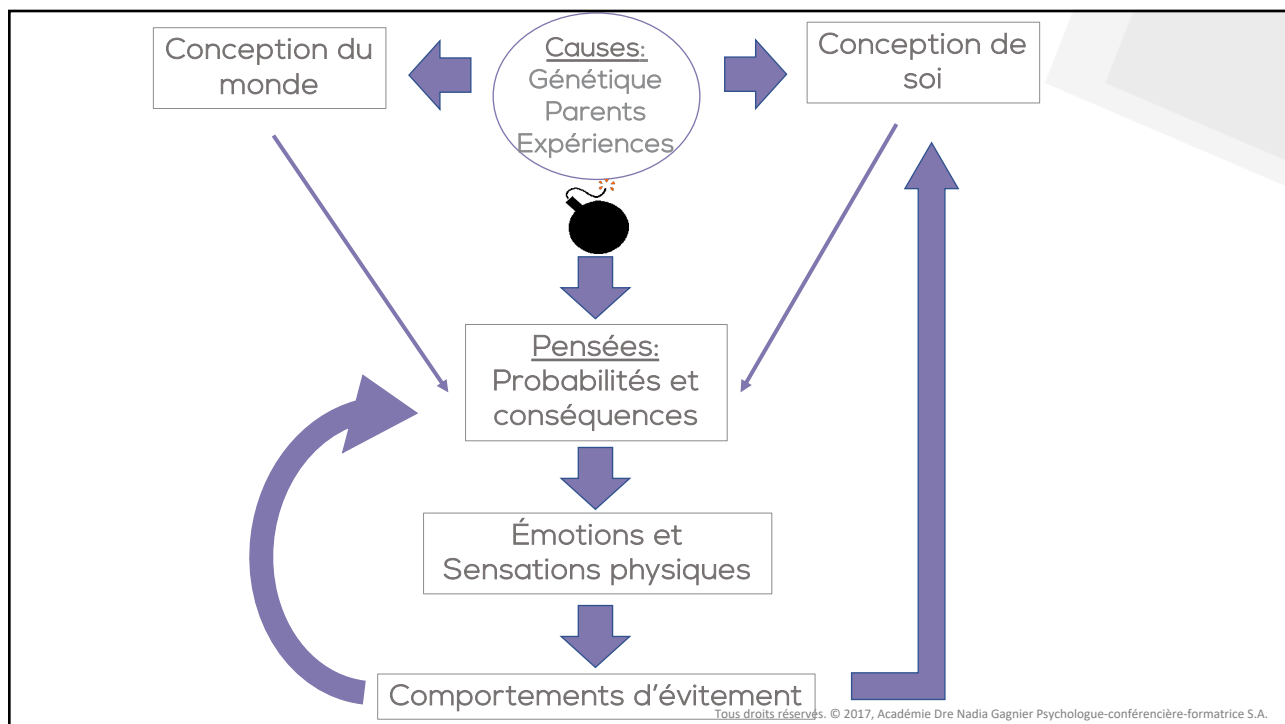 Conception du
monde
Causes:
Génétique
Parents
Expériences
Conception de
soi
Pensées:
Probabilités et
conséquences
Émotions et
Sensations physiques
Comportements d'évitement
Tous droits réservés. © 2017, Académie Dre Nadia Gagnier Psychologue-conférencière-formatrice S.A.